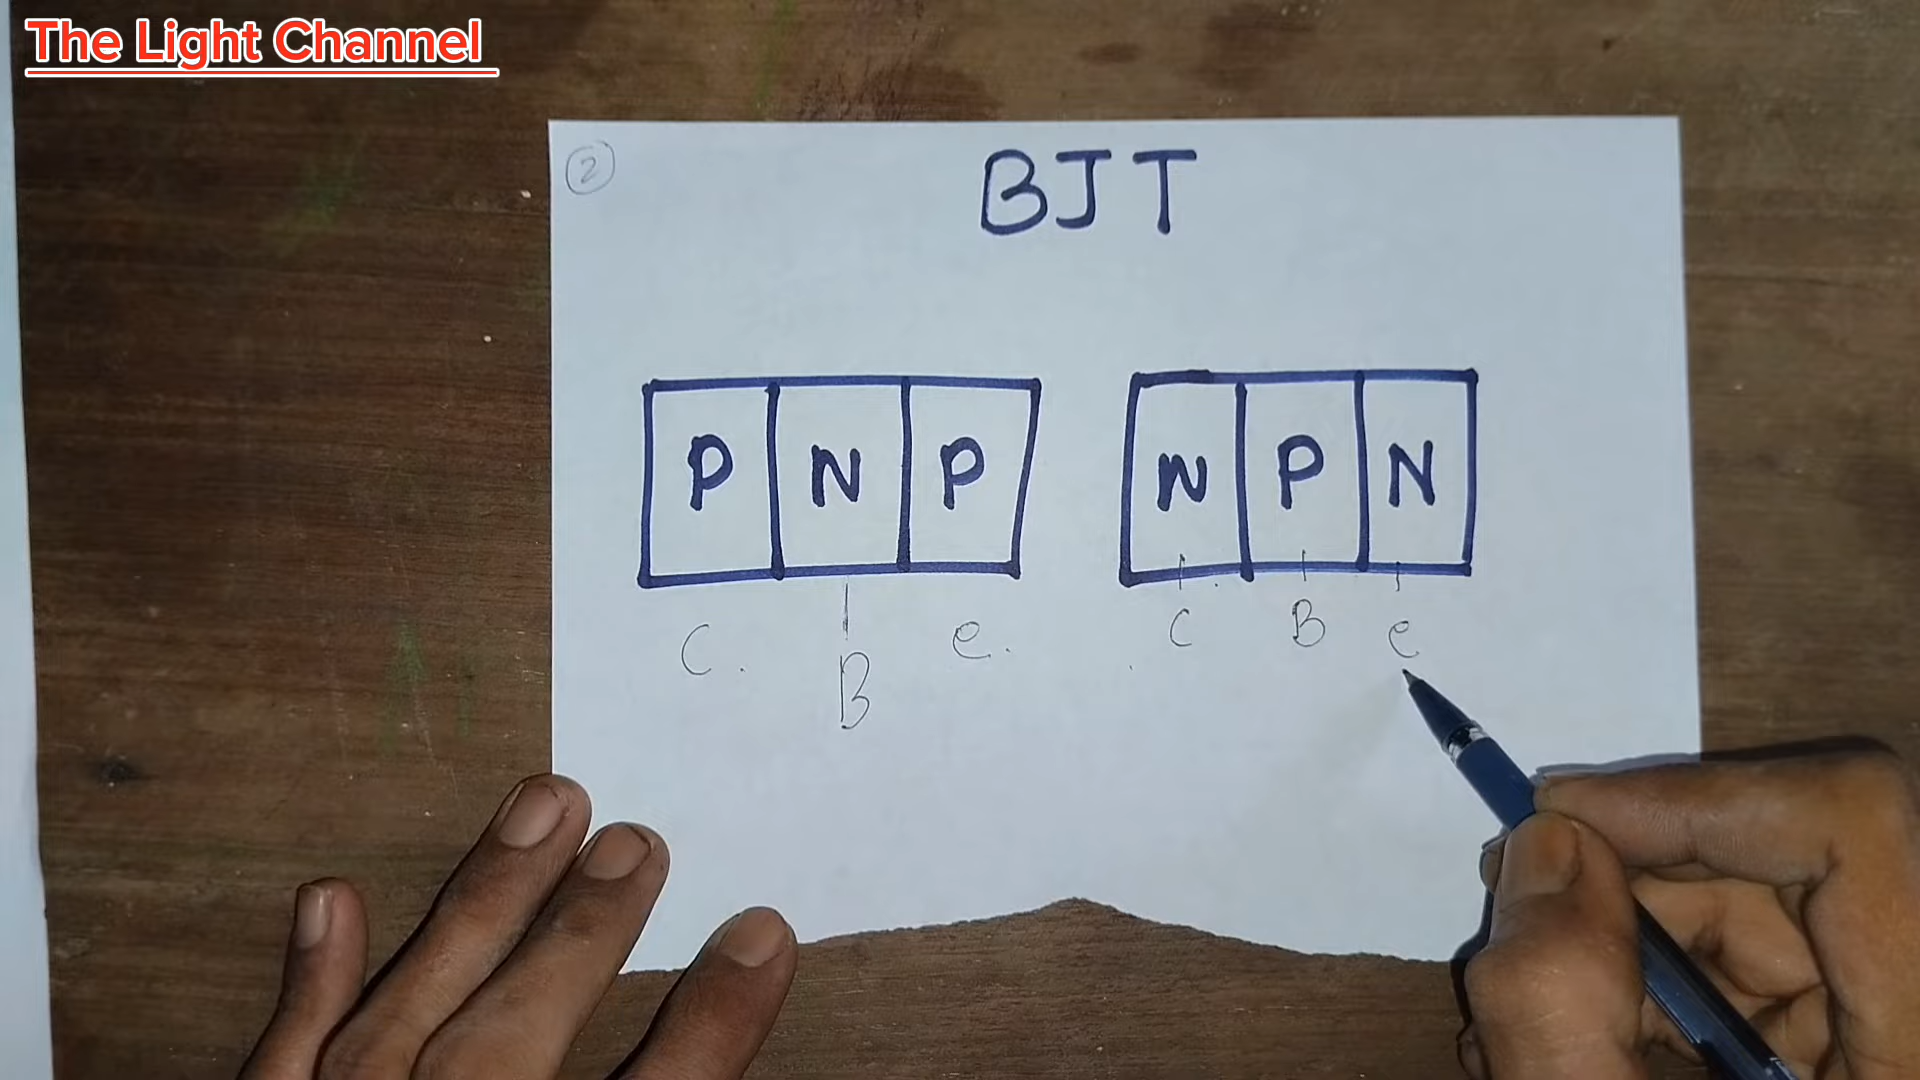 The Light Channel
2
BJT
P N P
N P N
C. B e.
C B e